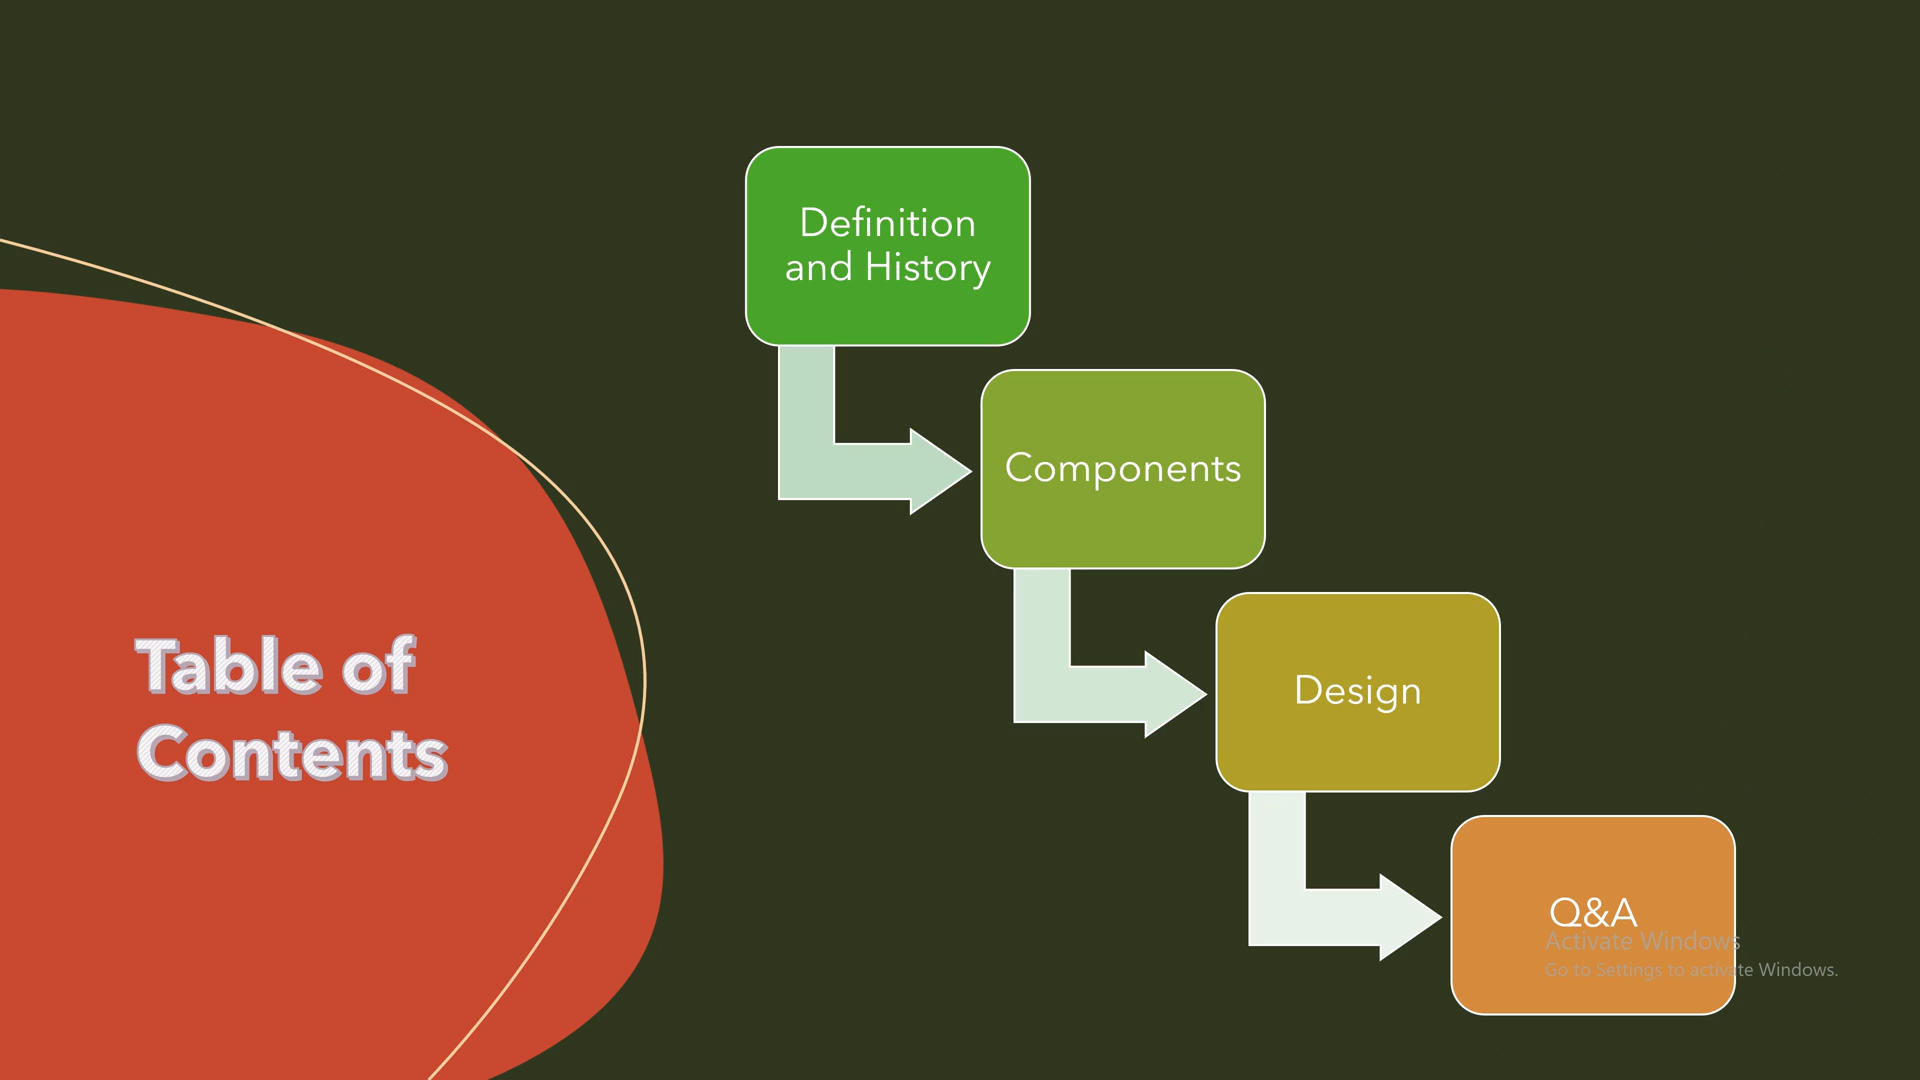 Table of
Contents
Definition
and History
Components
Design
Q&A
Activate Windows
Go to Settings to activate Windows.